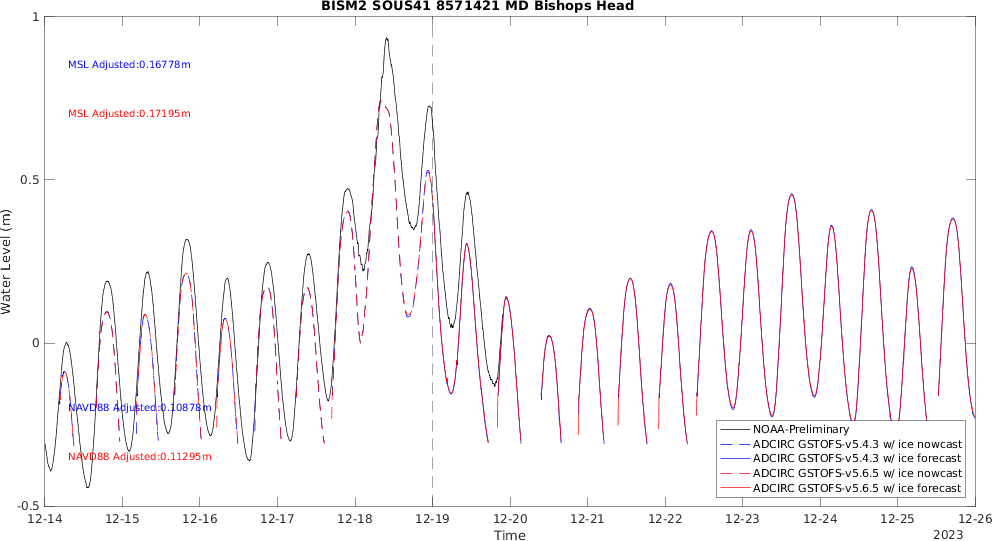 BISM2 SOUS41 8571421 MD Bishops Head
1
MSL Adjusted:0.16778m
MSL Adjusted:0.17195m
0.5
Water Level (m)
0
NAVD88 Adjusted:0.10878m
NAVD88 Adjusted:0.11295m
NOAA-Preliminary
ADCIRC GSTOFS-v5.4.3 w/ ice nowcast
ADCIRC GSTOFS-v5.4.3 w/ ice forecast
ADCIRC GSTOFS-v5.6.5 w/ ice nowcast
ADCIRC GSTOFS-v5.6.5 w/ ice forecast
-0.5
12-14 12-15 12-16 12-17 12-18 12-19 12-20 12-21 12-22 12-23 12-24 12-25 12-26
Time
2023